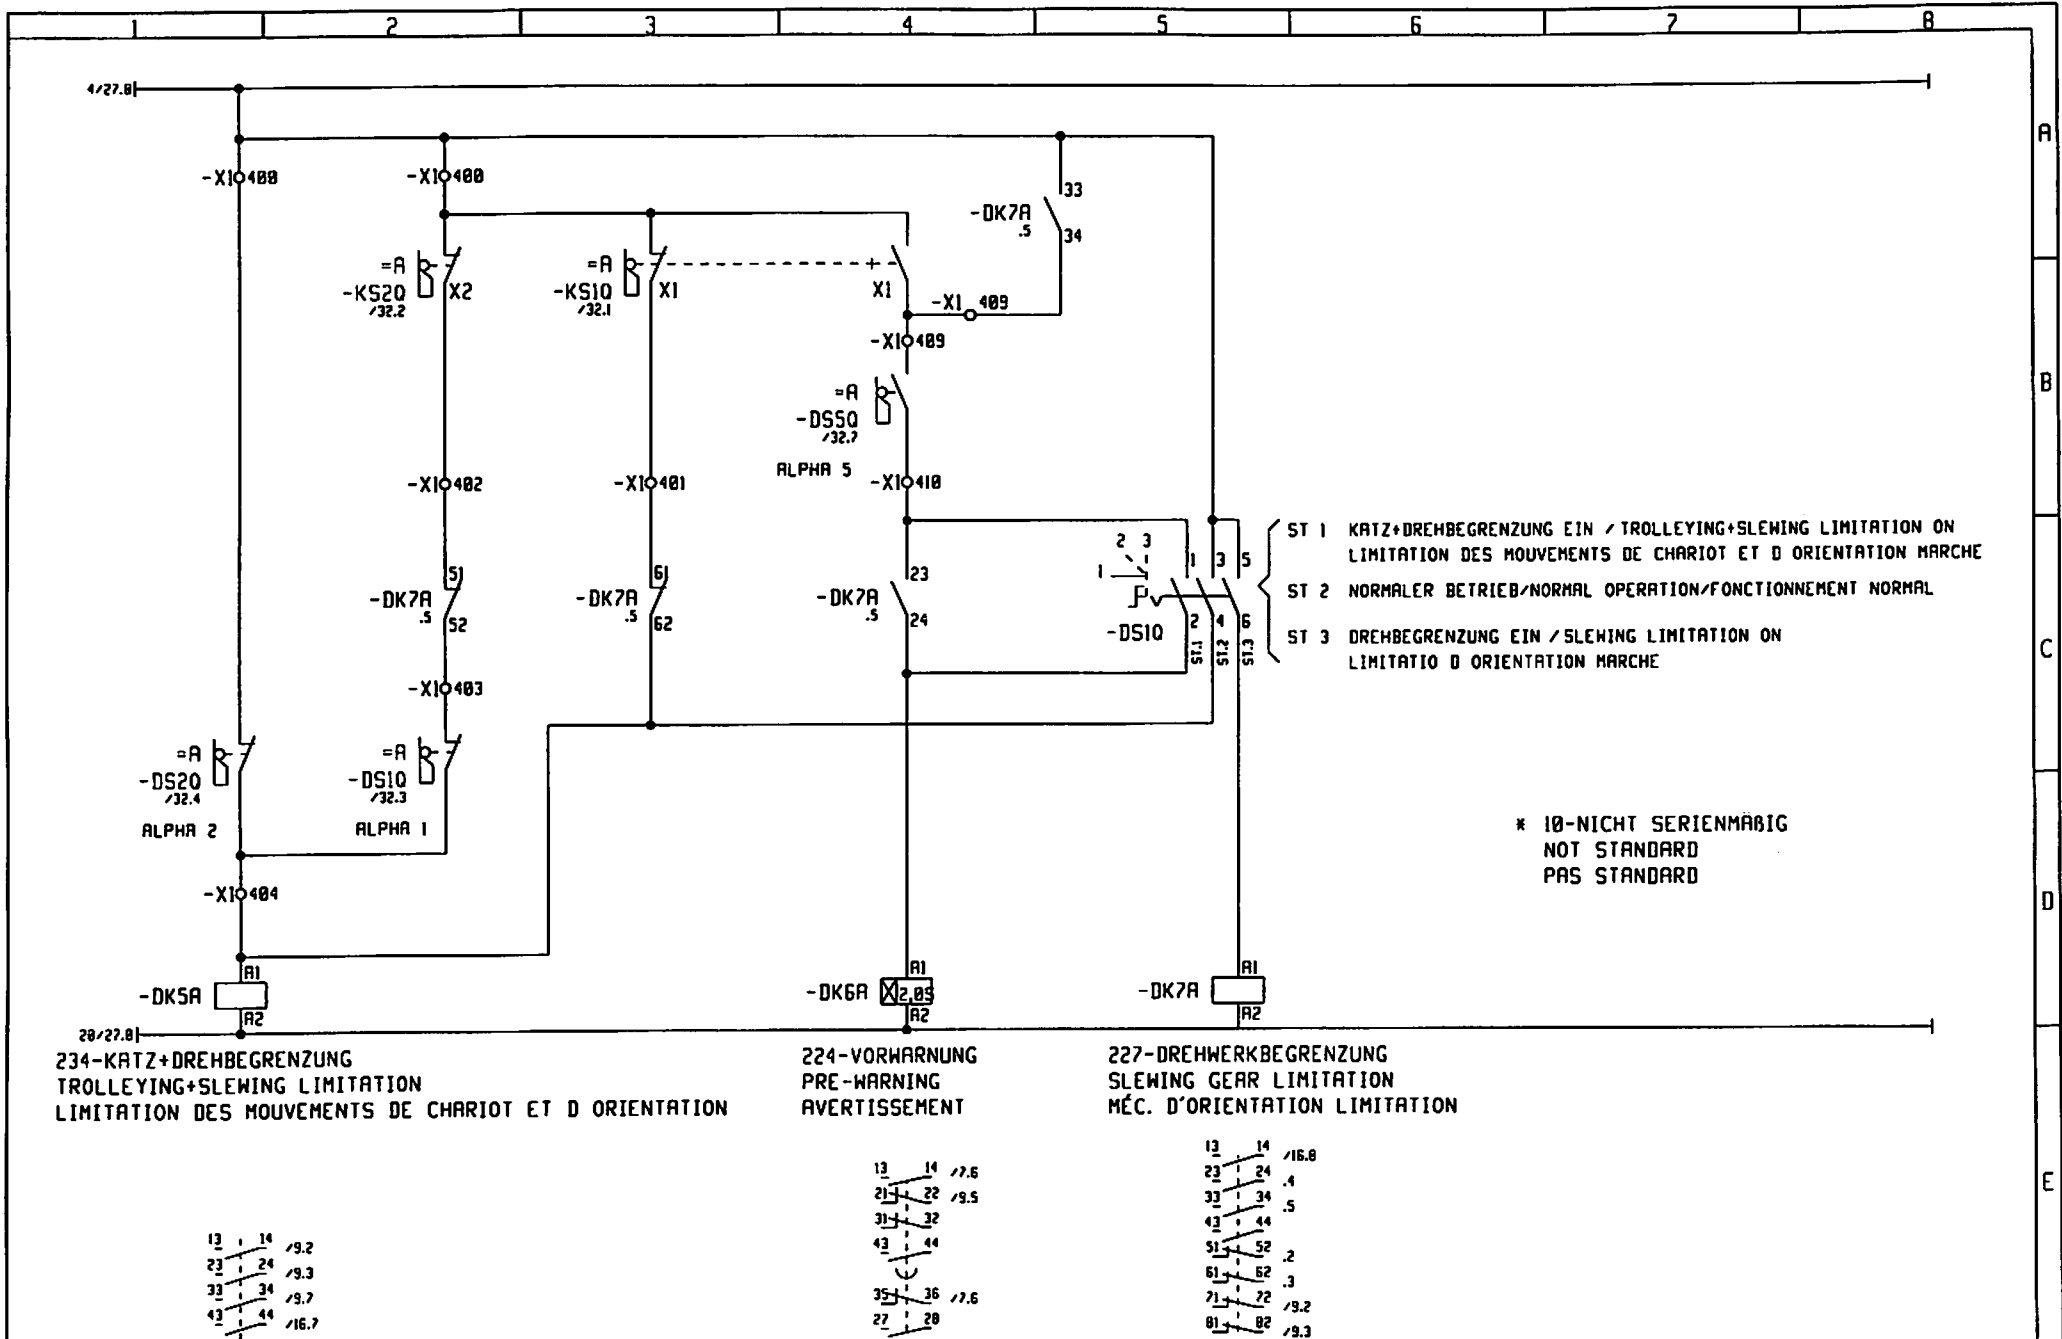 1 2 3 4 5 6 7 8
4/27.8
A
-X1 400
-X1 400
33
-DK7A
.5
34
=A
-KS2Q
/32.2
X2
=A
-KS1Q
/32.1
X1
X1
-X1 409
-X1 409
B
=A
-DS5Q
/32.7
ALPHA 5
-X1 402
-X1 401
-X1 410
ST 1 KATZ+DREHBEGRENZUNG EIN / TROLLEYING+SLEWING LIMITATION ON
LIMITATION DES MOUVEMENTS DE CHARIOT ET D ORIENTATION MARCHE
ST 2 NORMALER BETRIEB/NORMAL OPERATION/FONCTIONNEMENT NORMAL
ST 3 DREHBEGRENZUNG EIN / SLEWING LIMITATION ON
LIMITATIO D ORIENTATION MARCHE
2 3
1
1 3 5
-DS1Q
2 4 6
ST.1 ST.2 ST.3
51
-DK7A
.5
52
61
-DK7A
.5
62
23
-DK7A
.5
24
C
-X1 403
=A
-DS2Q
/32.4
ALPHA 2
=A
-DS1Q
/32.3
ALPHA 1
* 10-NICHT SERIENMÄßIG
NOT STANDARD
PAS STANDARD
-X1 404
D
A1
-DK5A
A2
A1
-DK6A
2,0S
A2
A1
-DK7A
A2
20/27.8
234-KATZ+DREHBEGRENZUNG
TROLLEYING+SLEWING LIMITATION
LIMITATION DES MOUVEMENTS DE CHARIOT ET D ORIENTATION
224-VORWARNUNG
PRE-WARNING
AVERTISSEMENT
227-DREHWERKBEGRENZUNG
SLEWING GEAR LIMITATION
MÉC. D'ORIENTATION LIMITATION
E
13 14 /9.2
23 24 /9.3
33 34 /9.7
43 44 /16.7
13 14 /7.6
21 22 /9.5
31 32
43 44
35 36 /7.6
27 28
13 14 /16.8
23 24 .4
33 34 .5
43 44
51 52 .2
61 62 .3
71 72 /9.2
81 82 /9.3